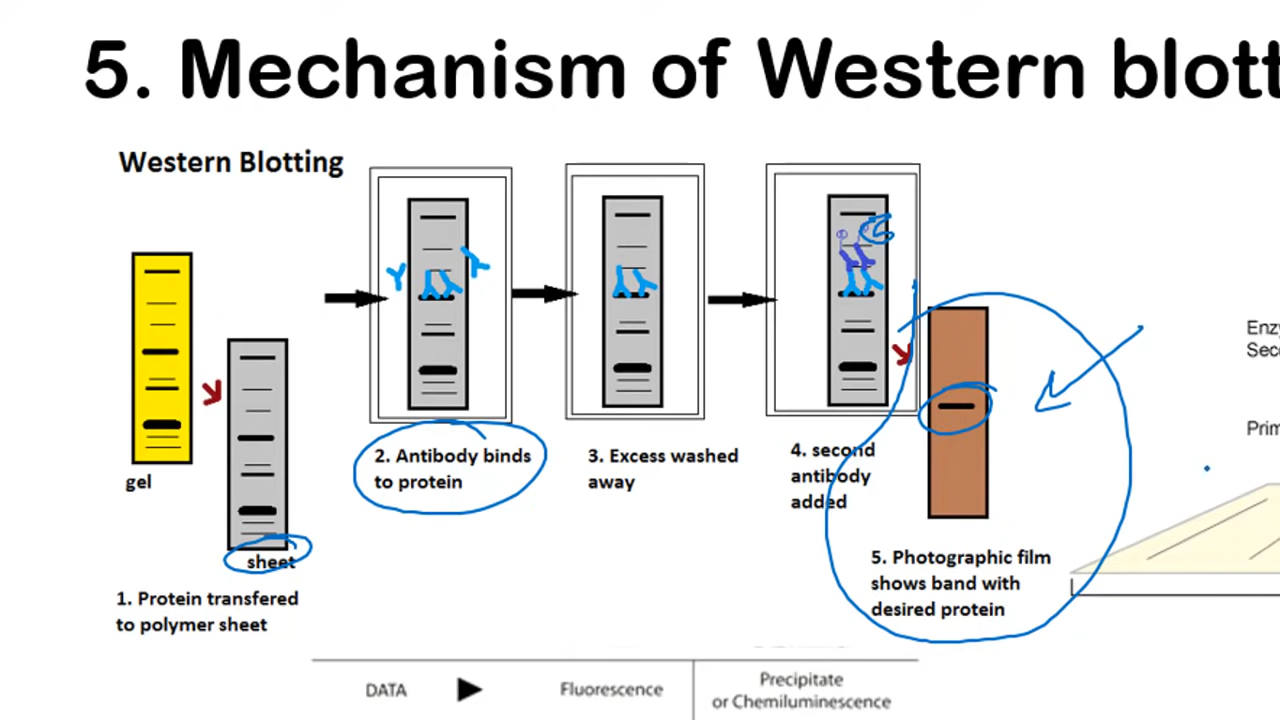 5. Mechanism of Western blott
Western Blotting
gel
sheet
1. Protein transfered
to polymer sheet
2. Antibody binds
to protein
3. Excess washed
away
4. second
antibody
added
5. Photographic film
shows band with
desired protein
Enzy
Seco
Prim
DATA
Fluorescence
Precipitate
or Chemiluminescence